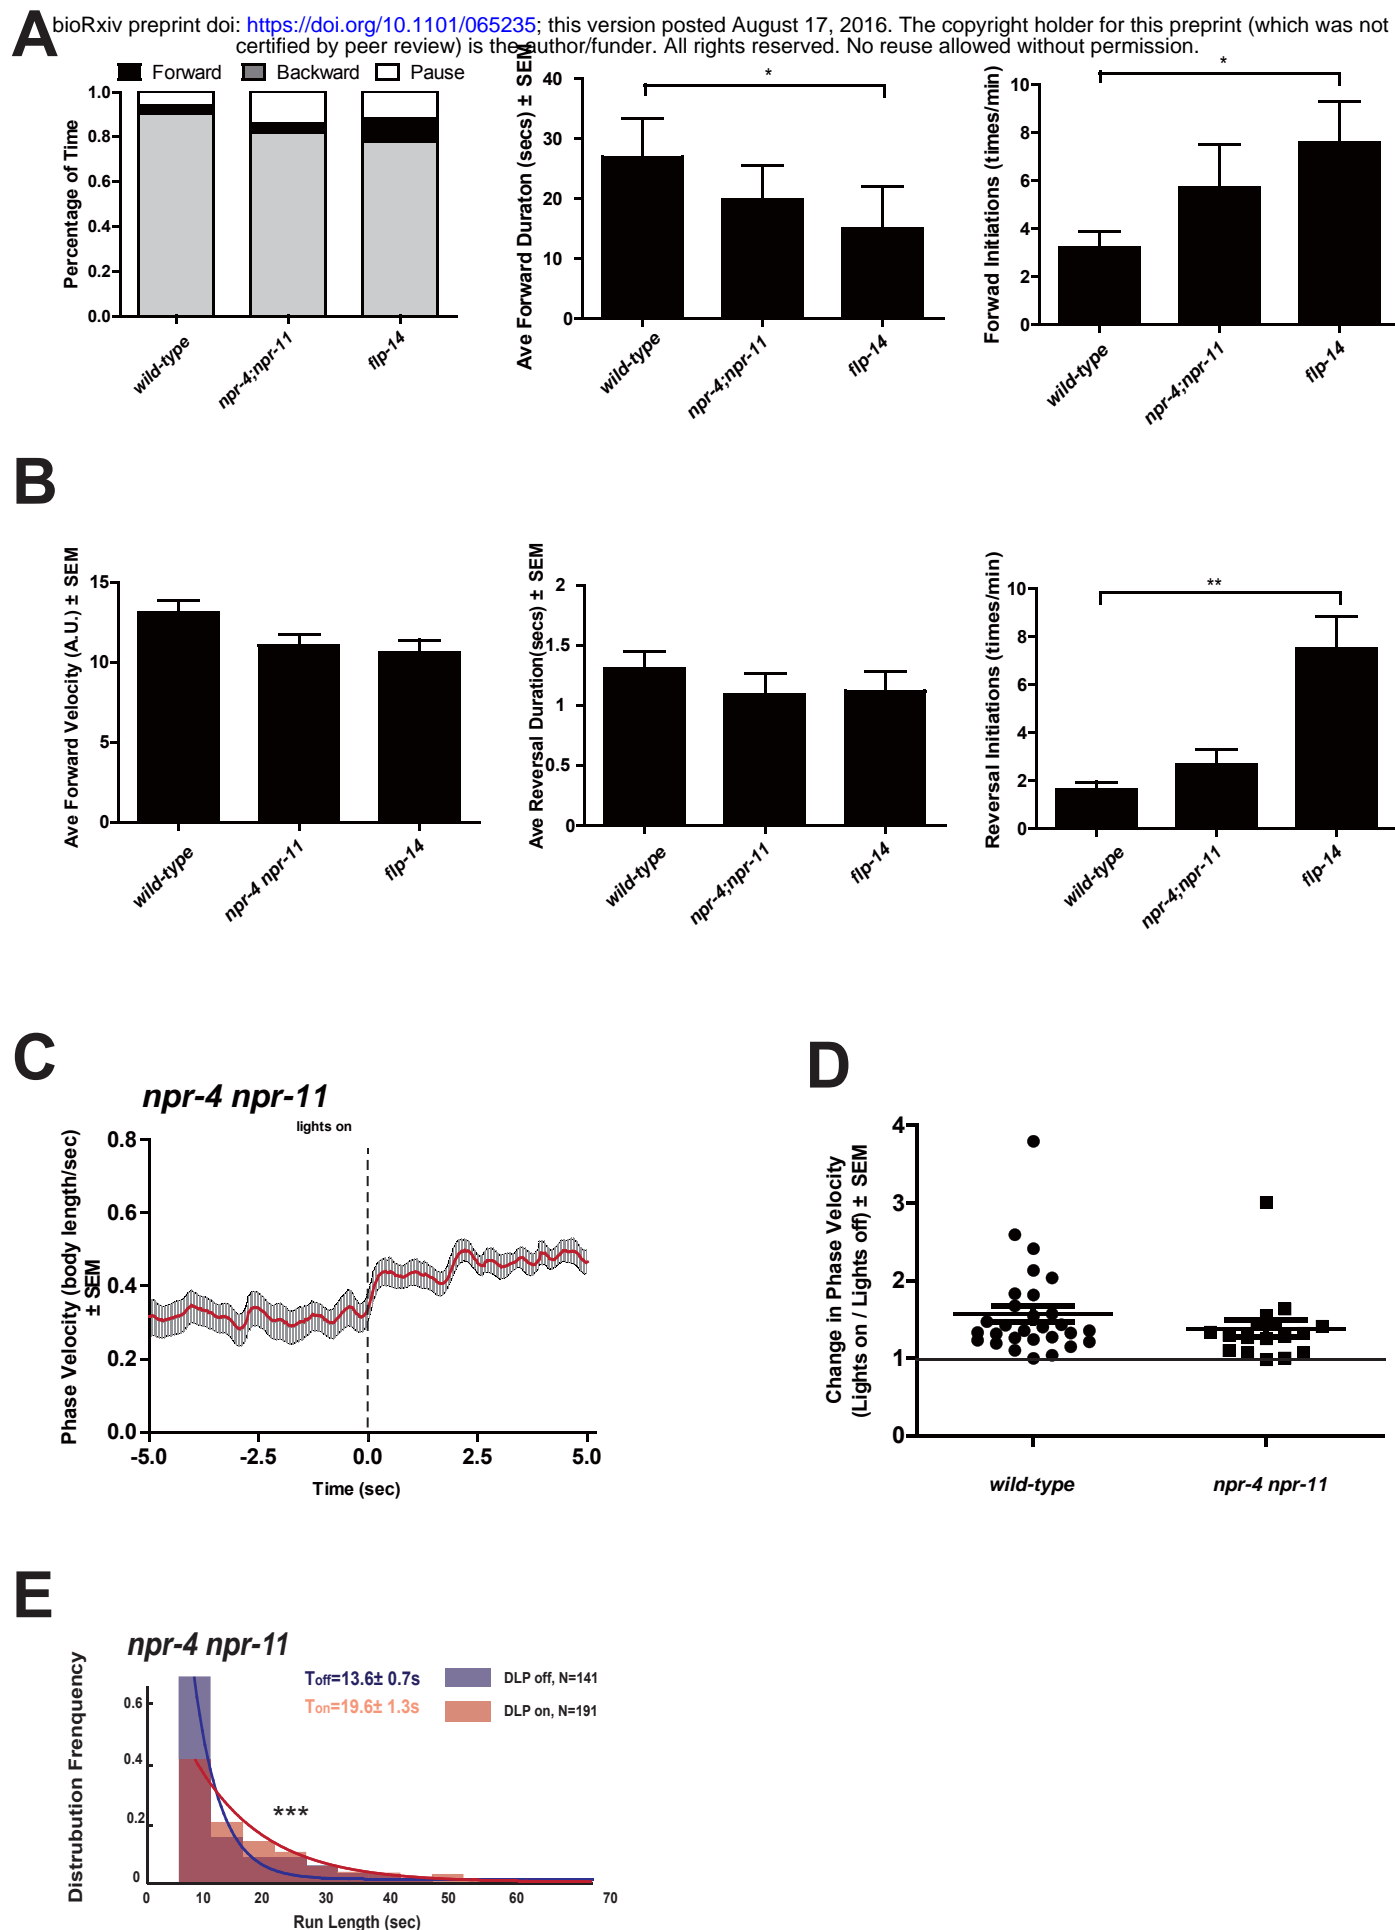 bioRxiv preprint doi: https://doi.org/10.1101/065235; this version posted August 17, 2016. The copyright holder for this preprint (which was not
certified by peer review) is the author/funder. All rights reserved. No reuse allowed without permission.
A
Forward
Backward
Pause
Percentage of Time
1.0
0.8
0.6
0.4
0.2
0.0
wild-type
npr-4;npr-11
flp-14
Ave Forward Duraton (secs) ± SEM
40
30
20
10
0
*
wild-type
npr-4;npr-11
flp-14
Forwad Initiations (times/min)
10
8
6
4
2
0
*
wild-type
npr-4;npr-11
flp-14
B
Ave Forward Velocity (A.U.) ± SEM
15
10
5
0
wild-type
npr-4 npr-11
flp-14
Ave Reversal Duration(secs) ± SEM
2
1.5
1
0.5
0
wild-type
npr-4;npr-11
flp-14
Reversal Initiations (times/min)
10
8
6
4
2
0
**
wild-type
npr-4;npr-11
flp-14
C
npr-4 npr-11
lights on
Phase Velocity (body length/sec)
± SEM
0.8
0.6
0.4
0.2
0.0
-5.0
-2.5
0.0
2.5
5.0
Time (sec)
D
Change in Phase Velocity
(Lights on / Lights off) ± SEM
4
3
2
1
0
wild-type
npr-4 npr-11
E
npr-4 npr-11
Toff=13.6± 0.7s
DLP off, N=141
Ton=19.6± 1.3s
DLP on, N=191
Distrubution Frenquency
0.6
0.4
0.2
0
***
0
10
20
30
40
50
60
70
Run Length (sec)